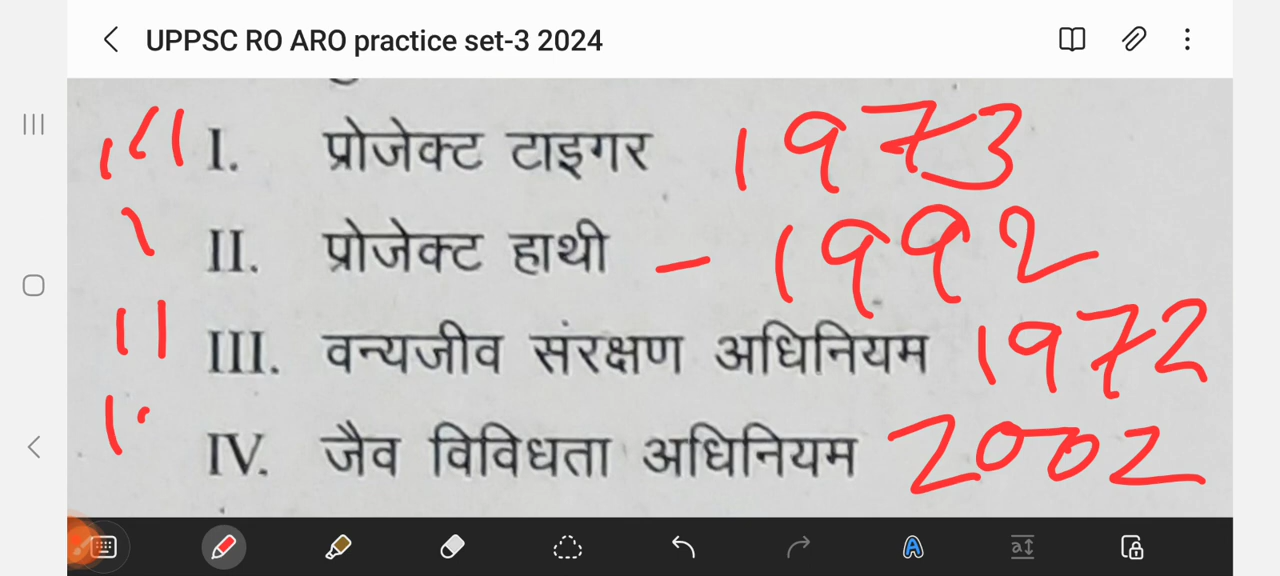 UPPSC RO ARO practice set-3 2024
I. प्रोजेक्ट टाइगर 1973
II. प्रोजेक्ट हाथी - 1992
III. वन्यजीव संरक्षण अधिनियम 1972
IV. जैव विविधता अधिनियम 2002